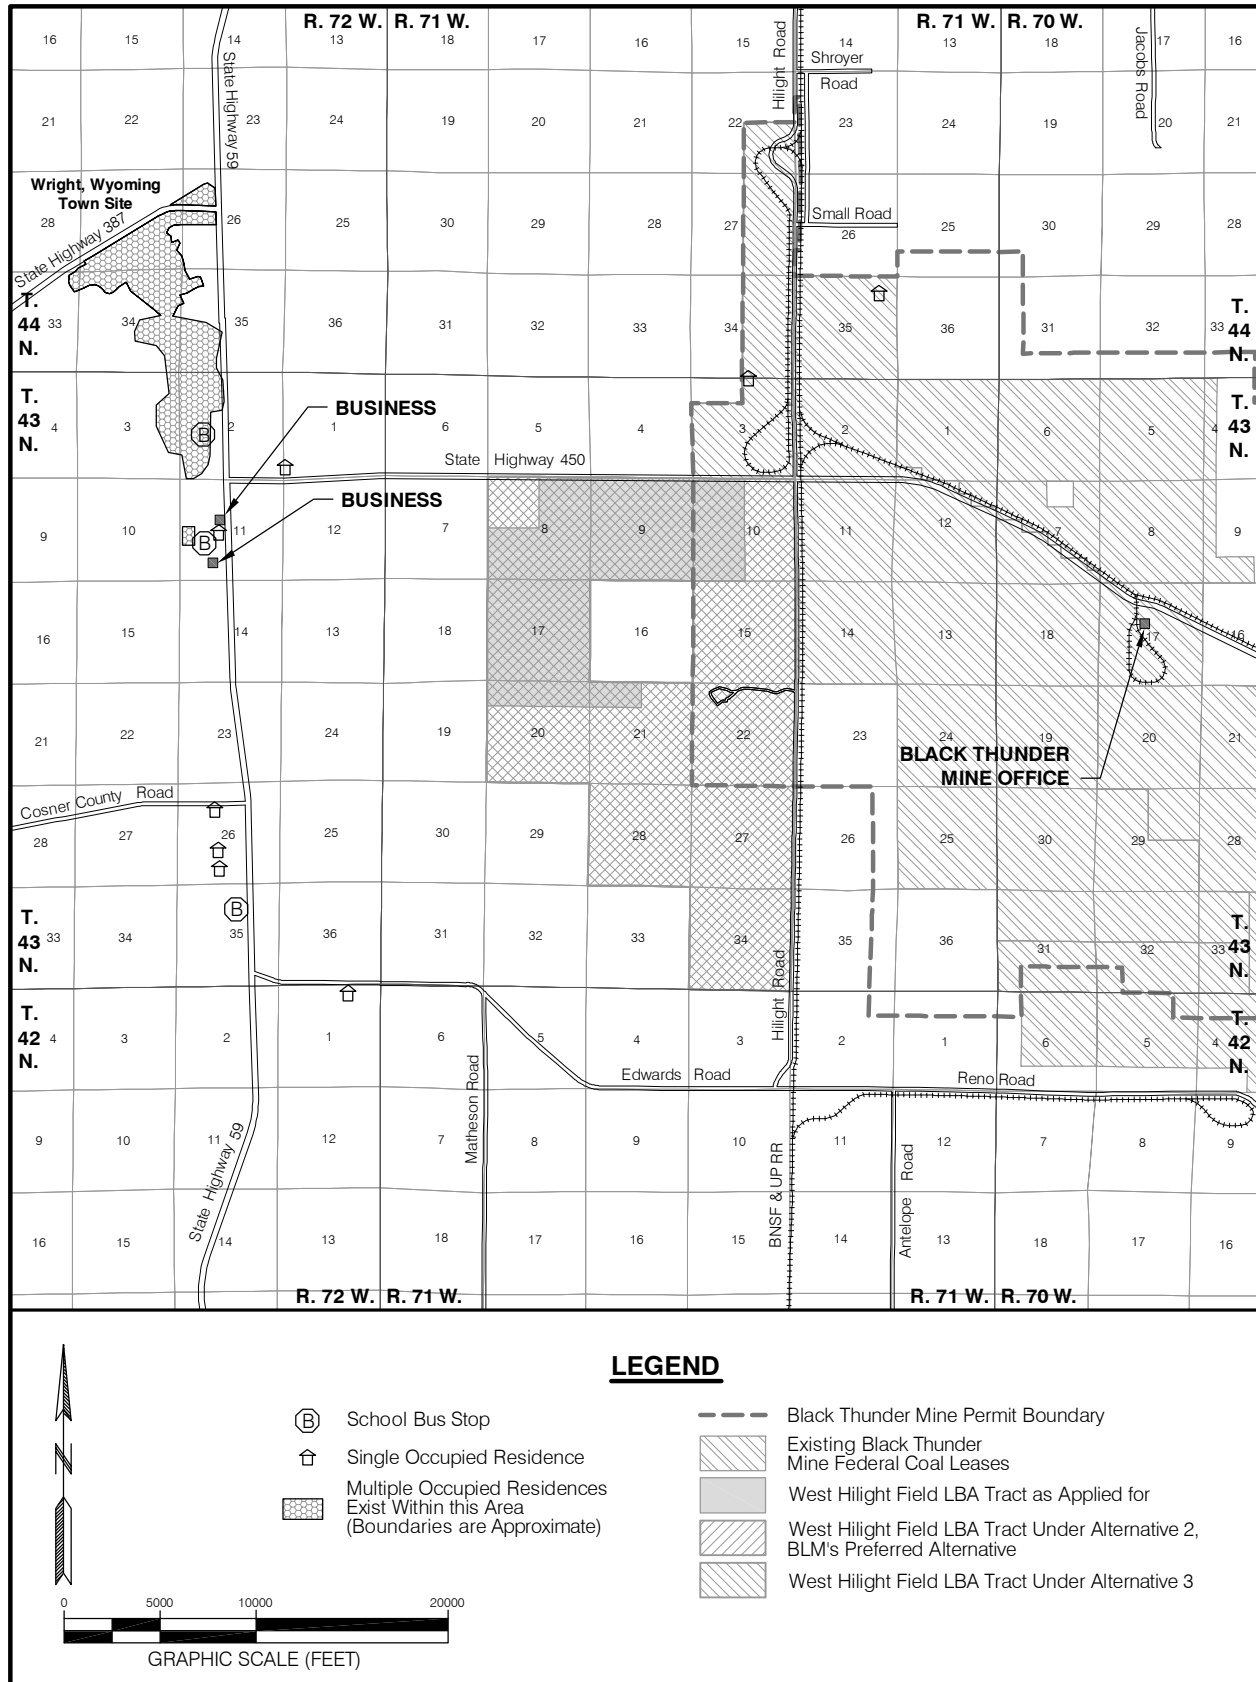 R. 72 W. R. 71 W.
R. 71 W. R. 70 W.
16 15 14 13 18 17 16 15 14 13 18 17 16
State Highway 59
Hilight Road
Shroyer
Road
Jacobs Road
21 22 23 24 19 20 21 22 23 24 19 20 21
Wright, Wyoming
Town Site
State Highway 387
Small Road
28 26 25 30 29 28 27 26 25 30 29 28
T.
44
N.
33 34 35 36 31 32 33 34 35 36 31 32 33
T.
44
N.
T.
43
N.
BUSINESS
4 3 B 2 1 6 5 4 3 2 1 6 5 4
T.
43
N.
State Highway 450
BUSINESS
9 10 B 11 12 7 8 9 10 11 12 7 8 9
16 15 14 13 18 17 16 15 14 13 18 17 16
21 22 23 24 19 20 21 22 23 24 19 20 21
BLACK THUNDER
MINE OFFICE
Cosner County Road
28 27 26 25 30 29 28 27 26 25 30 29 28
B
T.
43
N.
33 34 35 36 31 32 33 34 35 36 31 32 33
T.
43
N.
Hilight Road
T.
42
N.
4 3 2 1 6 5 4 3 2 1 6 5 4
T.
42
N.
Matheson Road
Edwards Road
Reno Road
9 10 11 12 7 8 9 10 11 12 7 8 9
State Highway 59
BNSF & UP RR
Antelope Road
16 15 14 13 18 17 16 15 14 13 18 17 16
R. 72 W. R. 71 W.
R. 71 W. R. 70 W.
LEGEND
N
B School Bus Stop
Single Occupied Residence
Multiple Occupied Residences
Exist Within this Area
(Boundaries are Approximate)
Black Thunder Mine Permit Boundary
Existing Black Thunder
Mine Federal Coal Leases
West Hilight Field LBA Tract as Applied for
West Hilight Field LBA Tract Under Alternative 2,
BLM's Preferred Alternative
West Hilight Field LBA Tract Under Alternative 3
0 5000 10000 20000
GRAPHIC SCALE (FEET)